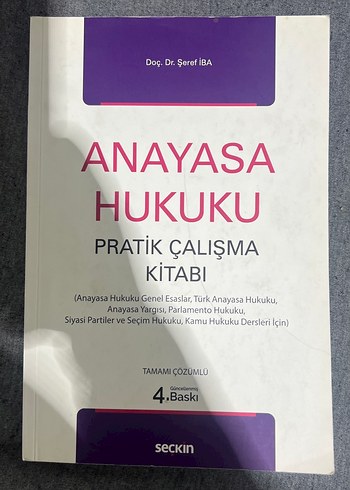 Doç. Dr. Şeref İBA
ANAYASA
HUKUKU
PRATİK ÇALIŞMA
KİTABI
(Anayasa Hukuku Genel Esaslar, Türk Anayasa Hukuku,
Anayasa Yargısı, Parlamento Hukuku,
Siyasi Partiler ve Seçim Hukuku, Kamu Hukuku Dersleri İçin)
TAMAMI ÇÖZÜMLÜ
Güncellenmiş
4.Baskı
seçkin